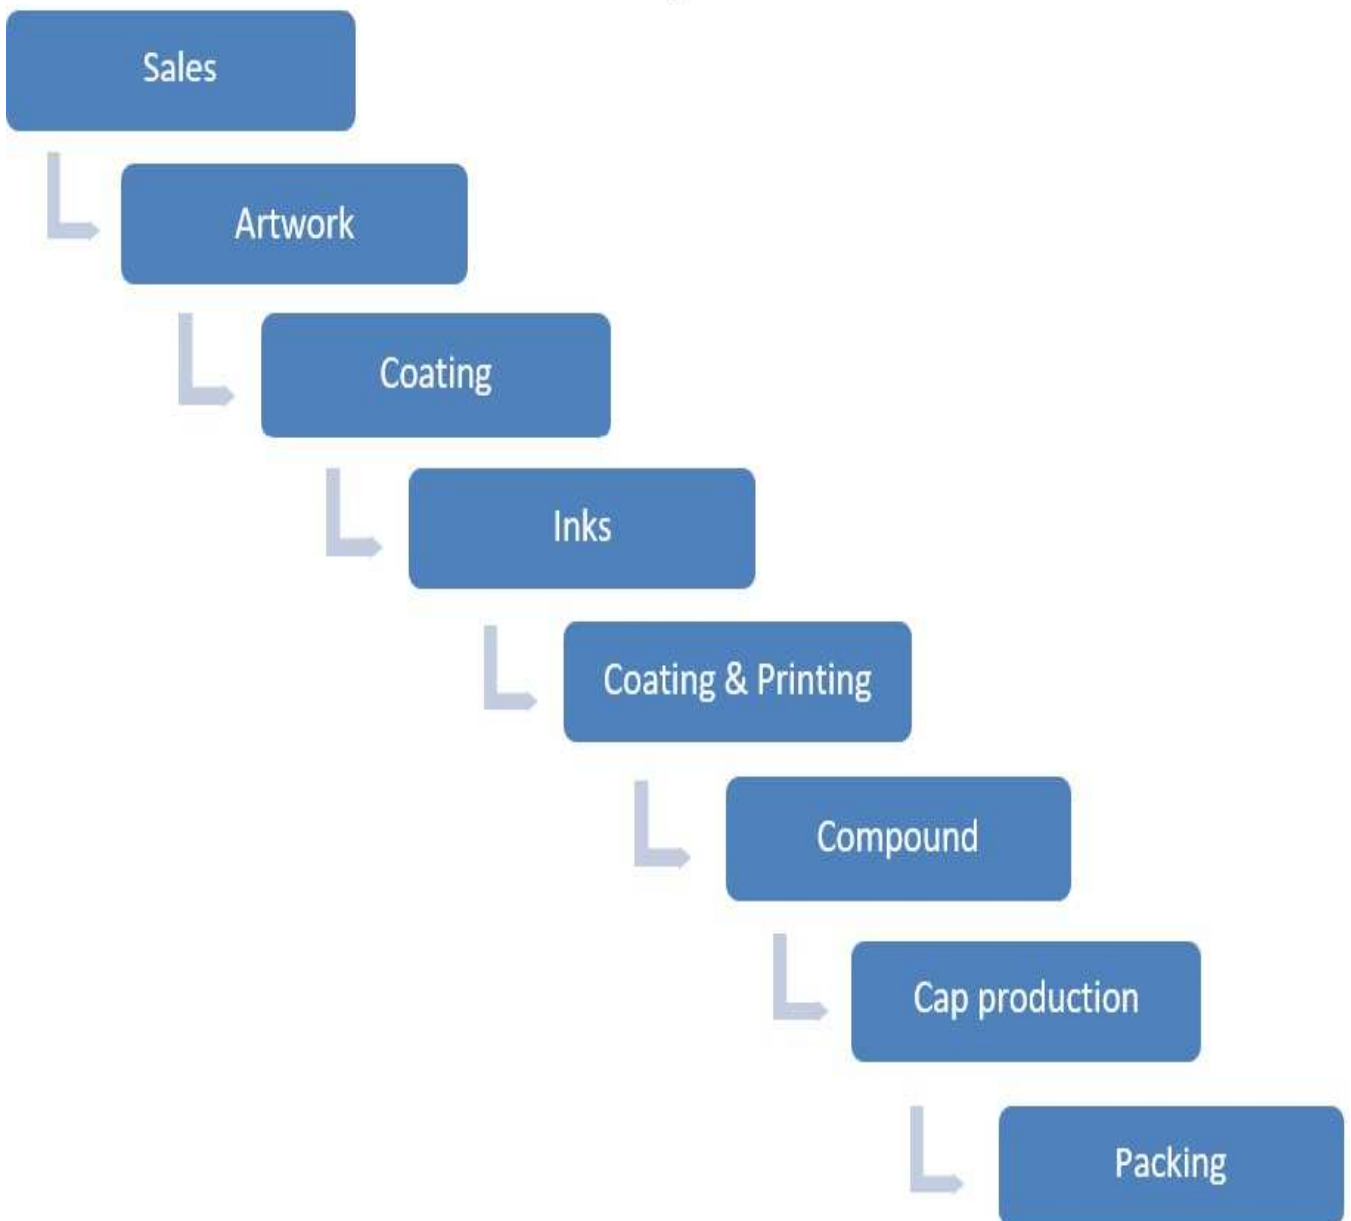 Sales
Artwork
Coating
Inks
Coating & Printing
Compound
Cap production
Packing